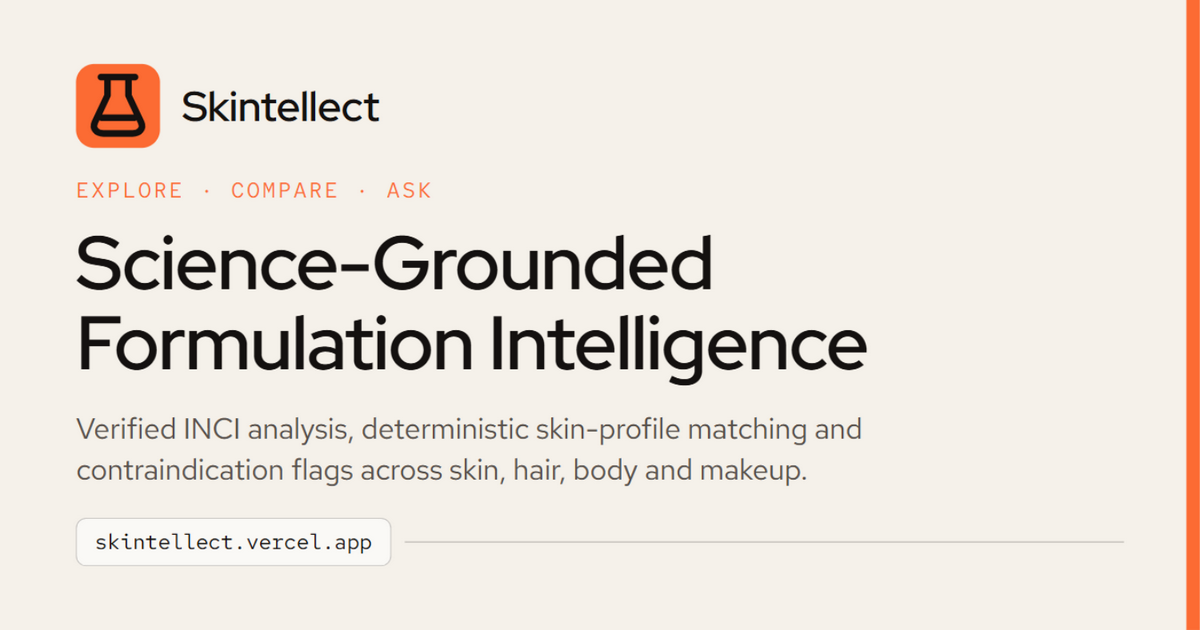 Skintellect
EXPLORE · COMPARE · ASK
Science-Grounded
Formulation Intelligence
Verified INCI analysis, deterministic skin-profile matching and
contraindication flags across skin, hair, body and makeup.
skintellect.vercel.app